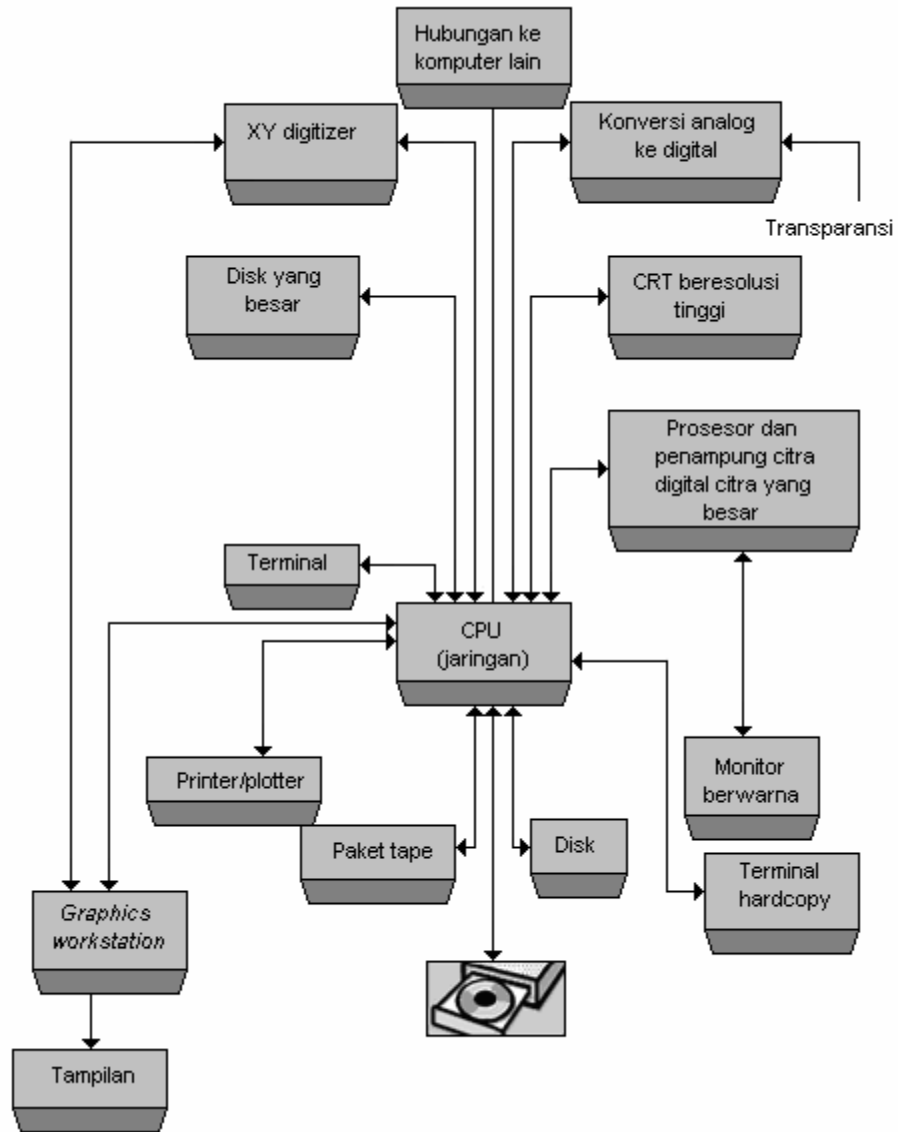 Hubungan ke
komputer lain
XY digitizer
Konversi analog
ke digital
Transparansi
Disk yang
besar
CRT beresolusi
tinggi
Prosesor dan
penampung citra
digital citra yang
besar
Terminal
CPU
(jaringan)
Printer/plotter
Monitor
berwarna
Paket tape
Disk
Terminal
hardcopy
Graphics
workstation
Tampilan